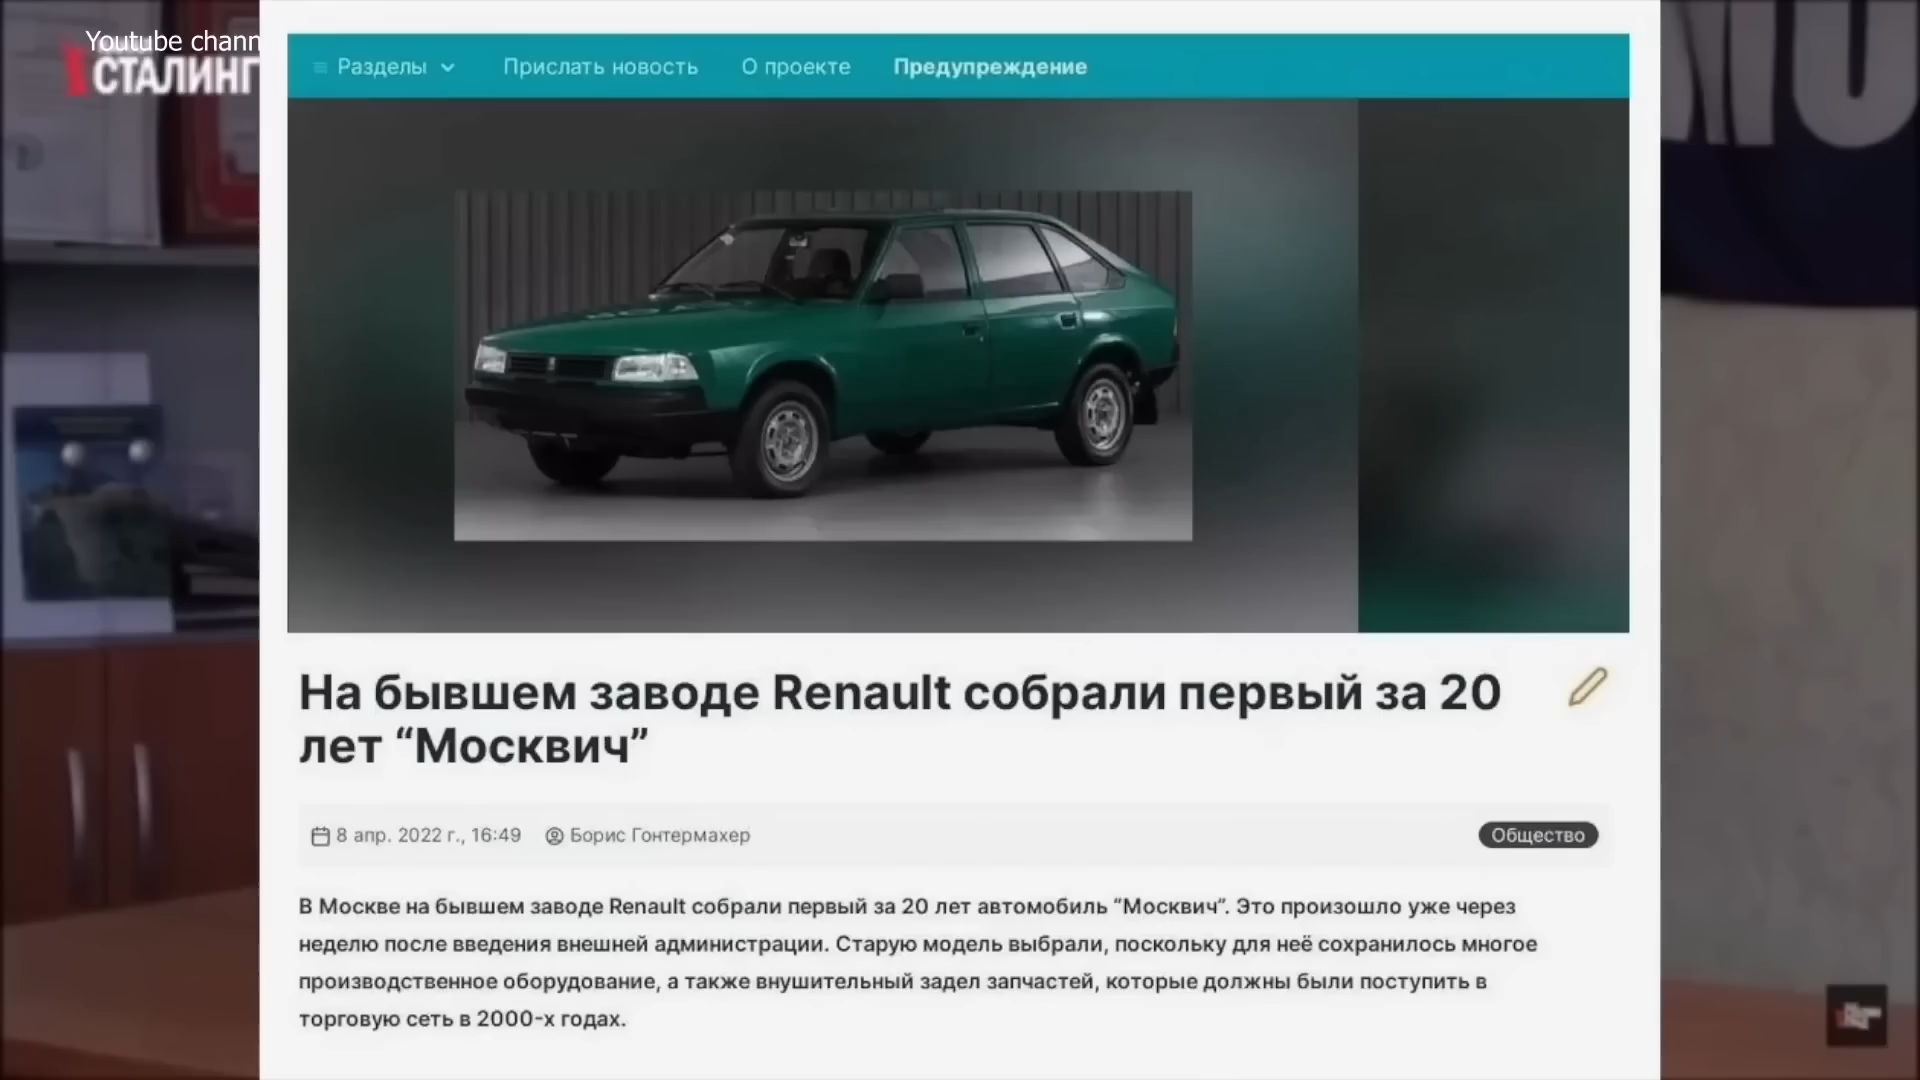 Youtube chann
СТАЛИНГ
Разделы
Прислать новость
О проекте
Предупреждение
На бывшем заводе Renault собрали первый за 20
лет “Москвич”
8 апр. 2022 г., 16:49
Борис Гонтермахер
Общество
В Москве на бывшем заводе Renault собрали первый за 20 лет автомобиль “Москвич”. Это произошло уже через
неделю после введения внешней администрации. Старую модель выбрали, поскольку для неё сохранилось многое
производственное оборудование, а также внушительный задел запчастей, которые должны были поступить в
торговую сеть в 2000-х годах.